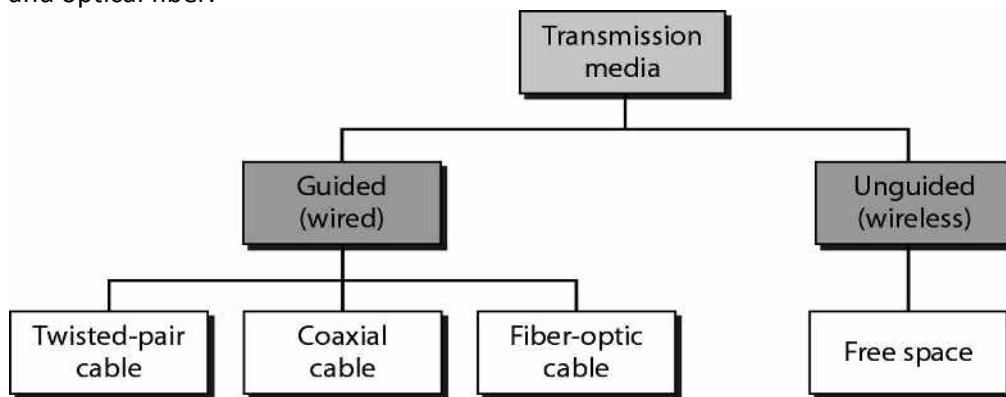 and optical fiber.
Transmission
media
Guided
(wired)
Unguided
(wireless)
Twisted-pair
cable
Coaxial
cable
Fiber-optic
cable
Free space